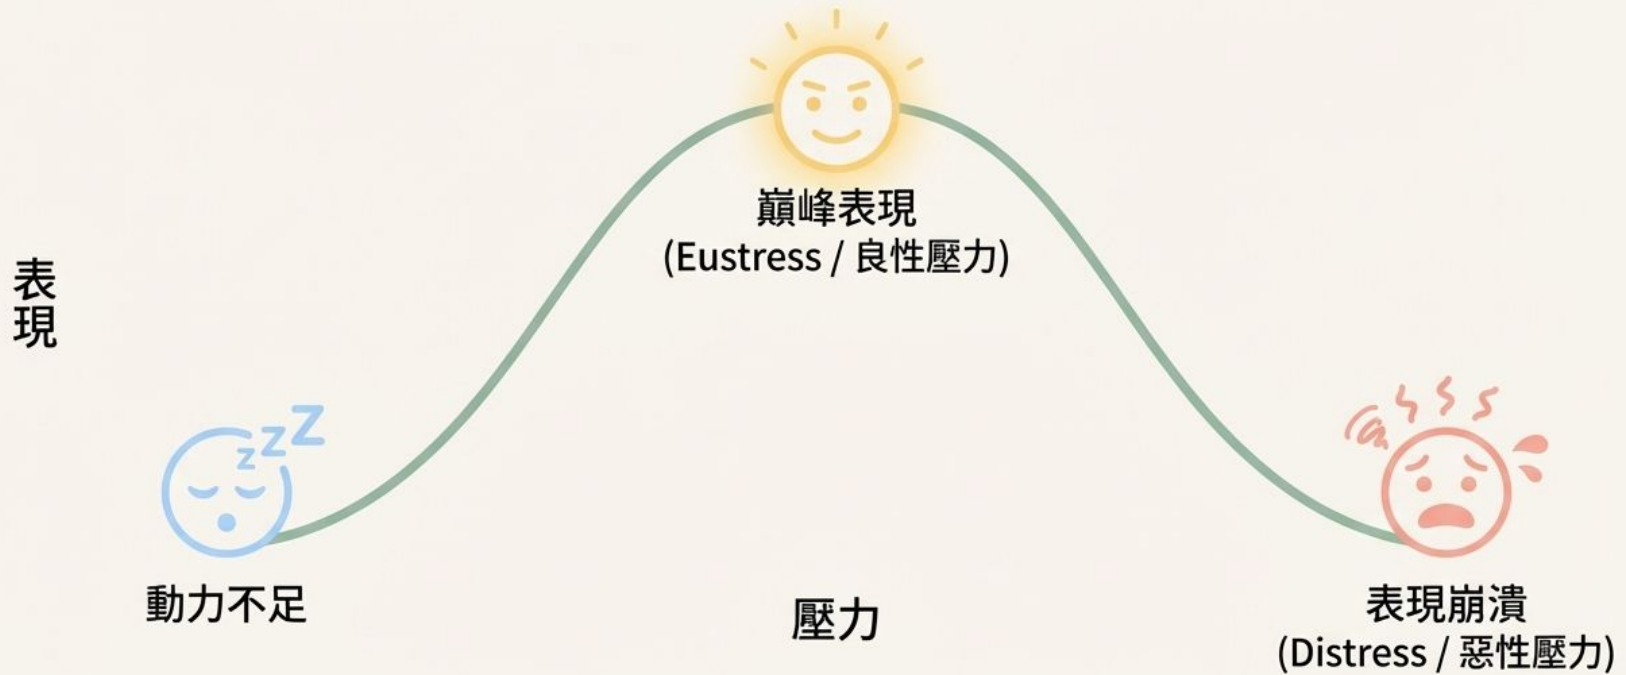 巔峰表現
(Eustress / 良性壓力)
表現
z z Z
動力不足
壓力
表現崩潰
(Distress / 惡性壓力)